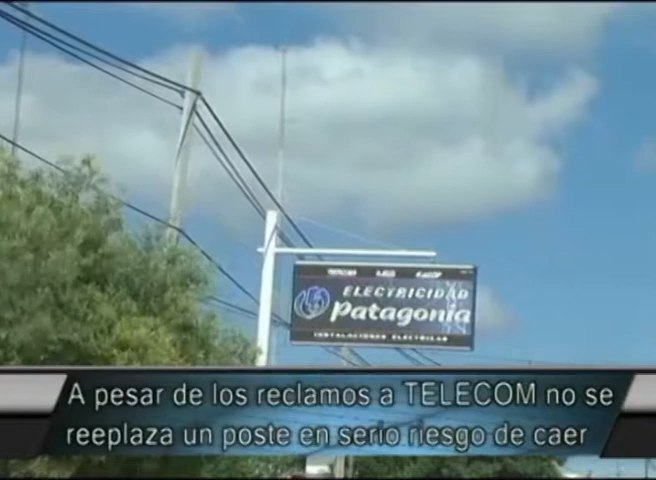 ELECTRICIDAD
Patagonia
INSTALACIONES ELECTRICAS
A pesar de los reclamos a TELECOM no se
reeplaza un poste en serio riesgo de caer